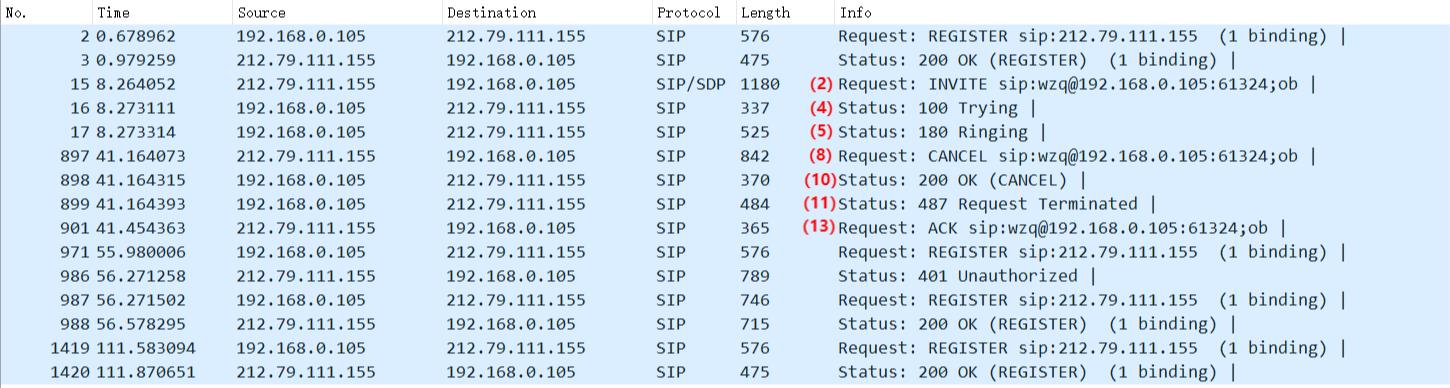 No. Time Source Destination Protocol Length Info
2 0.678962 192.168.0.105 212.79.111.155 SIP 576 Request: REGISTER sip:212.79.111.155 (1 binding) |
3 0.979259 212.79.111.155 192.168.0.105 SIP 475 Status: 200 OK (REGISTER) (1 binding) |
15 8.264052 212.79.111.155 192.168.0.105 SIP/SDP 1180 (2) Request: INVITE sip:wzq@192.168.0.105:61324;ob |
16 8.273111 192.168.0.105 212.79.111.155 SIP 337 (4) Status: 100 Trying |
17 8.273314 192.168.0.105 212.79.111.155 SIP 525 (5) Status: 180 Ringing |
897 41.164073 212.79.111.155 192.168.0.105 SIP 842 (8) Request: CANCEL sip:wzq@192.168.0.105:61324;ob |
898 41.164315 192.168.0.105 212.79.111.155 SIP 370 (10) Status: 200 OK (CANCEL) |
899 41.164393 192.168.0.105 212.79.111.155 SIP 484 (11) Status: 487 Request Terminated |
901 41.454363 212.79.111.155 192.168.0.105 SIP 365 (13) Request: ACK sip:wzq@192.168.0.105:61324;ob |
971 55.980006 192.168.0.105 212.79.111.155 SIP 576 Request: REGISTER sip:212.79.111.155 (1 binding) |
986 56.271258 212.79.111.155 192.168.0.105 SIP 789 Status: 401 Unauthorized |
987 56.271502 192.168.0.105 212.79.111.155 SIP 746 Request: REGISTER sip:212.79.111.155 (1 binding) |
988 56.578295 212.79.111.155 192.168.0.105 SIP 715 Status: 200 OK (REGISTER) (1 binding) |
1419 111.583094 192.168.0.105 212.79.111.155 SIP 576 Request: REGISTER sip:212.79.111.155 (1 binding) |
1420 111.870651 212.79.111.155 192.168.0.105 SIP 475 Status: 200 OK (REGISTER) (1 binding) |